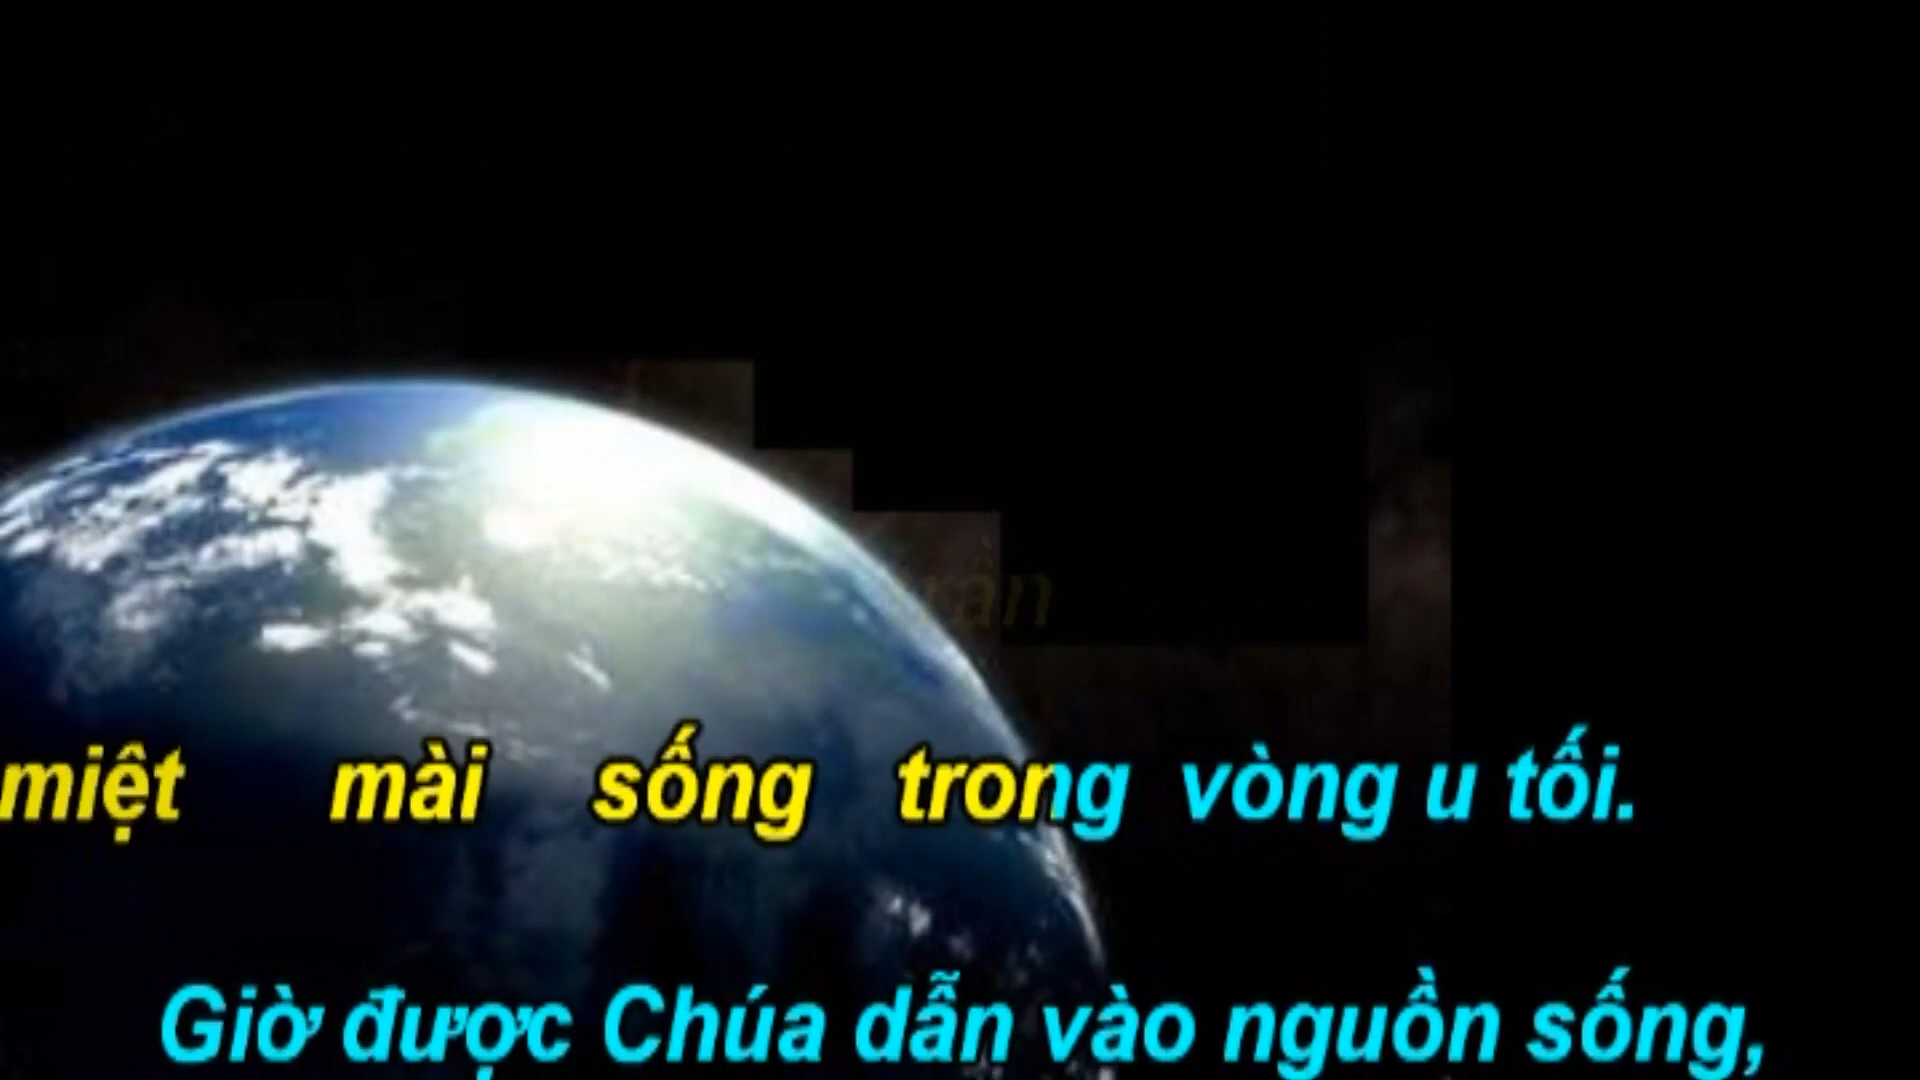 miệt mài sống trong vòng u tối.
Giờ được Chúa dẫn vào nguồn sống,